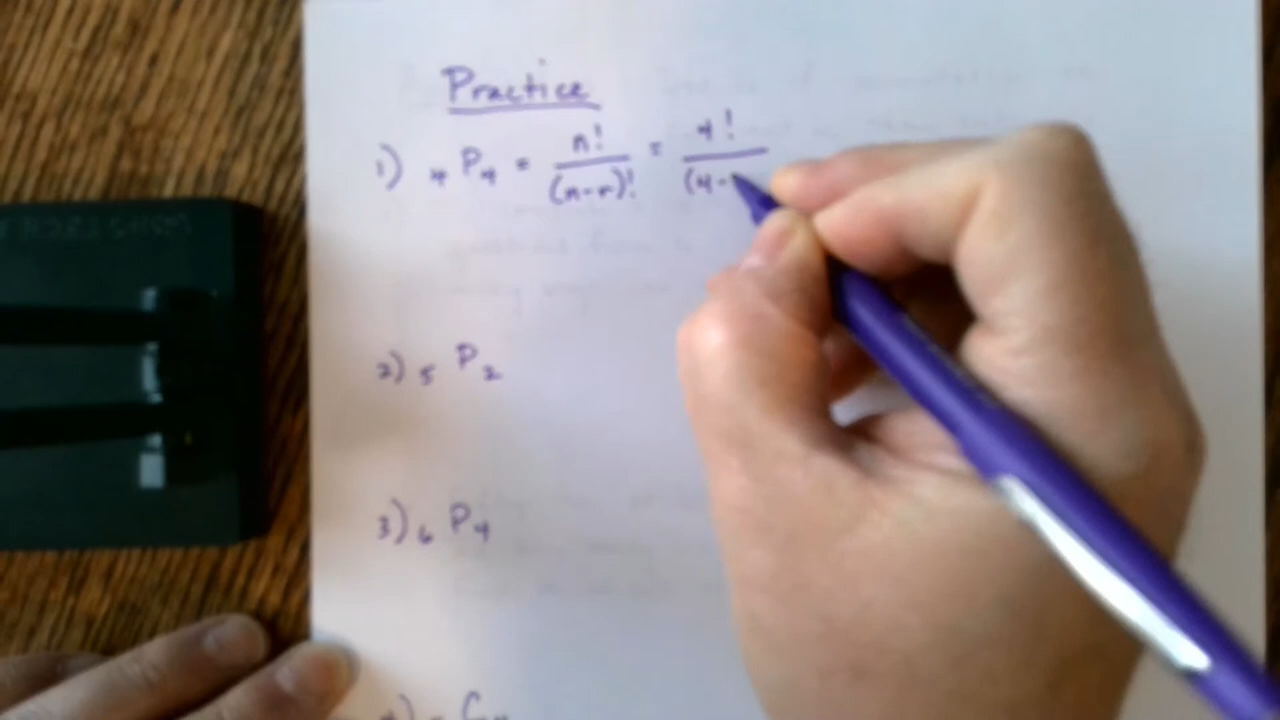 Practice
1) ₄P₄ = n!/(n-r)! = 4!/(4-
2) ₅P₂
3) ₆P₄